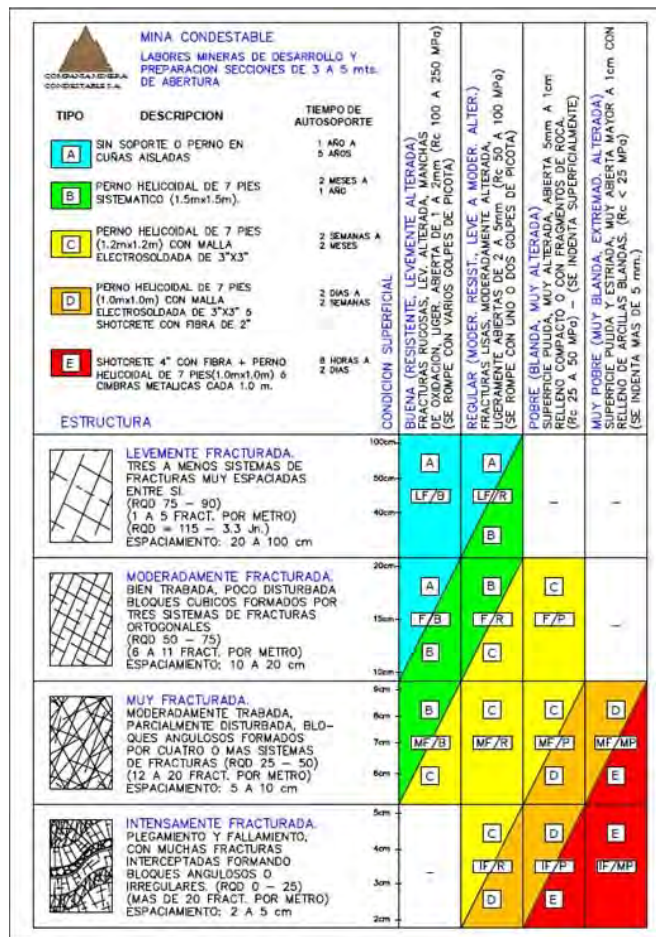 MINA CONDESTABLE
LABORES MINERAS DE DESARROLLO Y
PREPARACION SECCIONES DE 3 A 5 mts.
DE ABERTURA
COMPANIA MINERA
CONDESTABLE S.A.
TIPO DESCRIPCION TIEMPO DE
AUTOSOPORTE
A SIN SOPORTE O PERNO EN
CUÑAS AISLADAS
1 AÑO A
5 AÑOS
B PERNO HELICOIDAL DE 7 PIES
SISTEMATICO (1.5mx1.5m).
2 MESES A
1 AÑO
C PERNO HELICOIDAL DE 7 PIES
(1.2mx1.2m) CON MALLA
ELECTROSOLDADA DE 3"X3"
2 SEMANAS A
2 MESES
D PERNO HELICOIDAL DE 7 PIES
(1.0mx1.0m) CON MALLA
ELECTROSOLDADA DE 3"X3" ó
SHOTCRETE CON FIBRA DE 2"
2 DIAS A
2 SEMANAS
E SHOTCRETE 4" CON FIBRA + PERNO
HELICOIDAL DE 7 PIES(1.0mx1.0m) ó
CIMBRAS METALICAS CADA 1.0 m.
8 HORAS A
2 DIAS
ESTRUCTURA
CONDICION SUPERFICIAL
BUENA (RESISTENTE, LEVEMENTE ALTERADA)
FRACTURAS RUGOSAS, LEV. ALTERADA, MANCHAS
DE OXIDACION, LIGER. ABIERTA DE 1 A 2mm (Rc 100 A 250 MPa)
(SE ROMPE CON VARIOS GOLPES DE PICOTA)
REGULAR (MODER. RESIST., LEVE A MODER. ALTER.)
FRACTURAS LISAS, MODERADAMENTE ALTERADA,
LIGERAMENTE ABIERTAS DE 2 A 5mm (Rc 50 A 100 MPa)
(SE ROMPE CON UNO O DOS GOLPES DE PICOTA)
POBRE (BLANDA, MUY ALTERADA)
SUPERFICIE PULIDA, MUY ALTERADA, ABIERTA 5mm A 1cm
RELLENO COMPACTO O CON FRAGMENTOS DE ROCA.
(Rc 25 A 50 MPa) – (SE INDENTA SUPERFICIALMENTE)
MUY POBRE (MUY BLANDA, EXTREMAD. ALTERADA)
SUPERFICIE PULIDA Y ESTRIADA, MUY ABIERTA MAYOR A 1cm CON
RELLENO DE ARCILLAS BLANDAS. (Rc < 25 MPa)
(SE INDENTA MAS DE 5 mm.)
LEVEMENTE FRACTURADA.
TRES A MENOS SISTEMAS DE
FRACTURAS MUY ESPACIADAS
ENTRE SI.
(RQD 75 – 90)
(1 A 5 FRACT. POR METRO)
(RQD = 115 – 3.3 Jn.)
ESPACIAMIENTO: 20 A 100 cm
100cm
50cm
40cm
A A
LF/B LF/R – –
B
MODERADAMENTE FRACTURADA.
BIEN TRABADA, POCO DISTURBADA
BLOQUES CUBICOS FORMADOS POR
TRES SISTEMAS DE FRACTURAS
ORTOGONALES
(RQD 50 – 75)
(6 A 11 FRACT. POR METRO)
ESPACIAMIENTO: 10 A 20 cm
20cm
15cm
10cm
A B C
F/B F/R F/P –
B C
MUY FRACTURADA.
MODERADAMENTE TRABADA,
PARCIALMENTE DISTURBADA, BLO-
QUES ANGULOSOS FORMADOS
POR CUATRO O MAS SISTEMAS
DE FRACTURAS (RQD 25 – 50)
(12 A 20 FRACT. POR METRO)
ESPACIAMIENTO: 5 A 10 cm
9cm
8cm
7cm
6cm
B C C D
MF/B MF/R MF/P MF/MP
C D E
INTENSAMENTE FRACTURADA.
PLEGAMIENTO Y FALLAMIENTO,
CON MUCHAS FRACTURAS
INTERCEPTADAS FORMANDO
BLOQUES ANGULOSOS O
IRREGULARES. (RQD 0 – 25)
(MAS DE 20 FRACT. POR METRO)
ESPACIAMIENTO: 2 A 5 cm
5cm
4cm
3cm
2cm
C D E
– IF/R IF/P IF/MP
D E